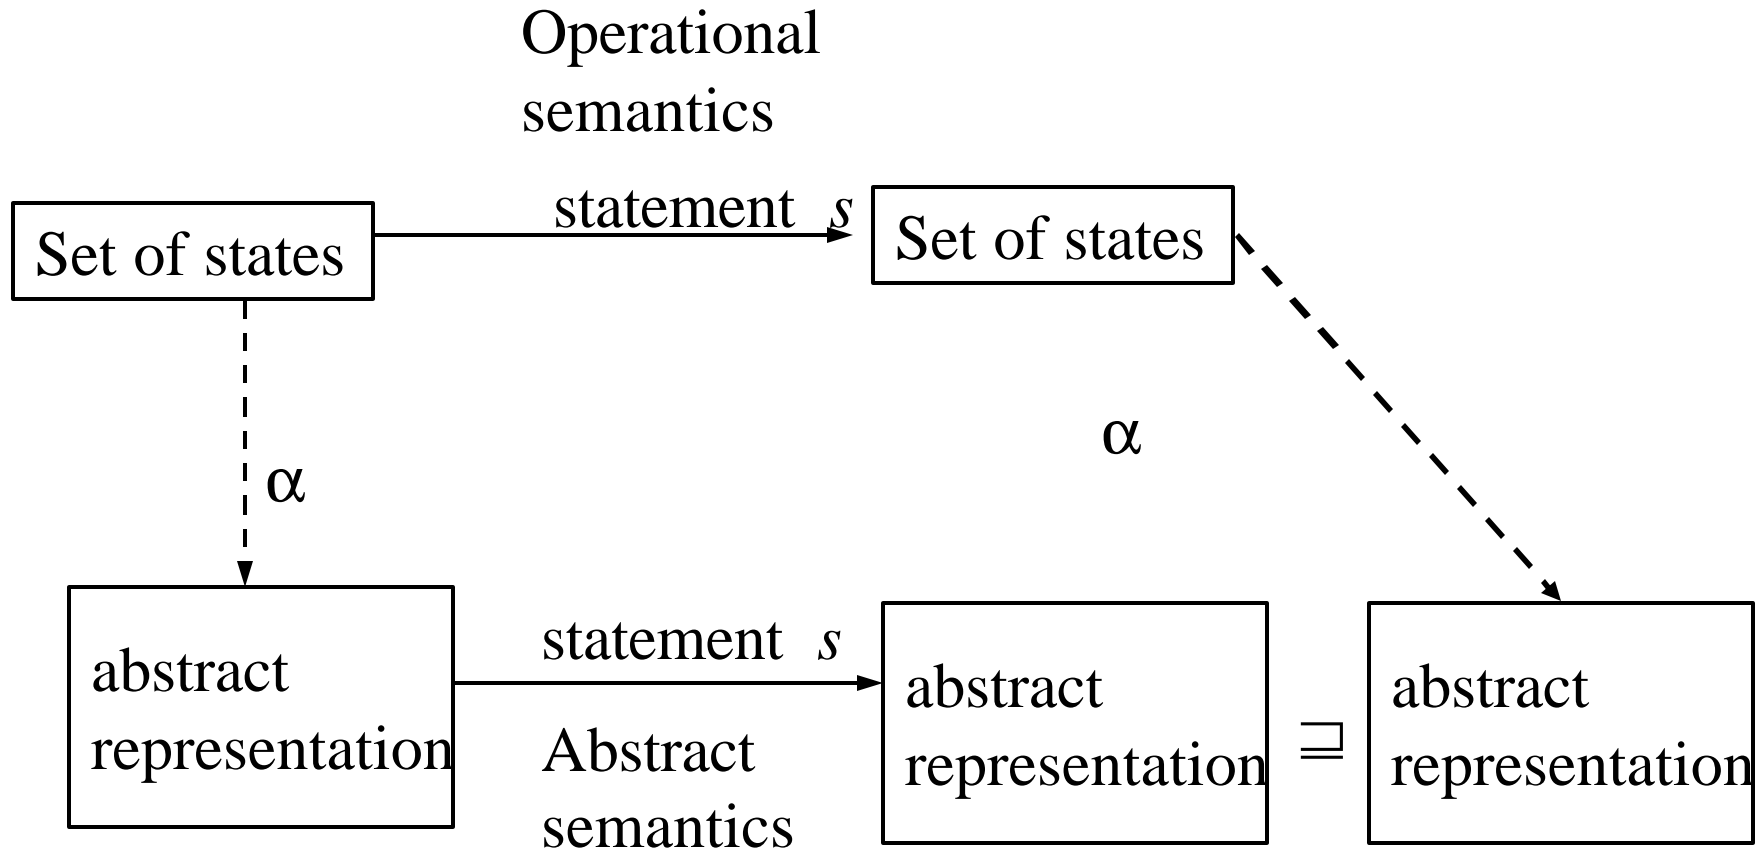 Operational
semantics
statement s
Set of states
Set of states
α
α
abstract
representation
statement s
Abstract
semantics
abstract
representation
⊒
abstract
representation